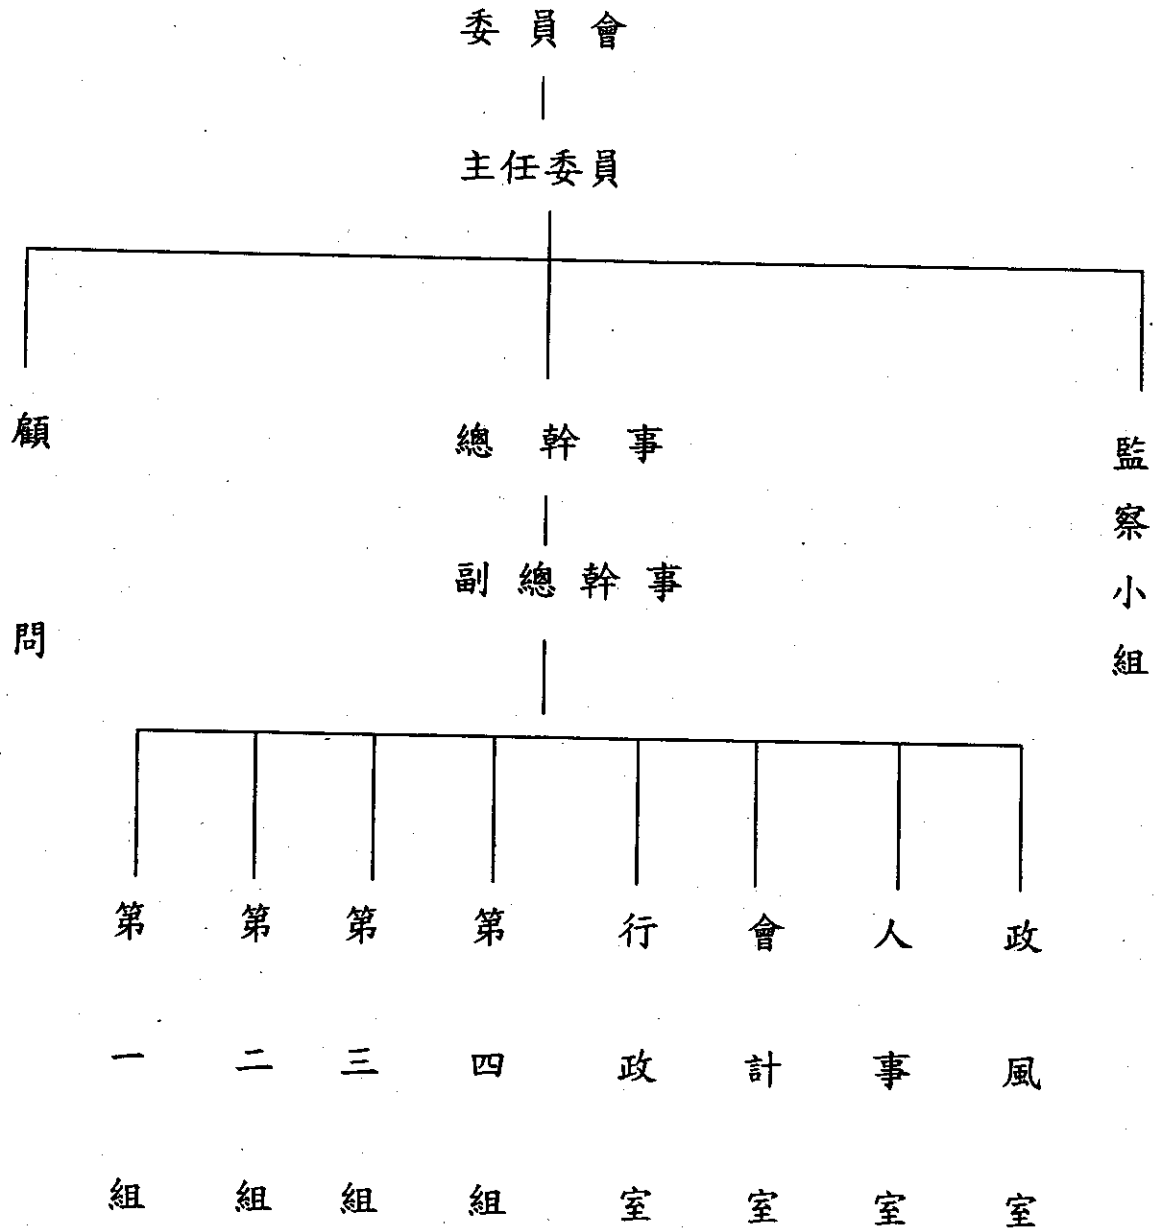 委員會
主任委員
顧問
總幹事
監察小組
副總幹事
第一組
第二組
第三組
第四組
行政室
會計室
人事室
政風室